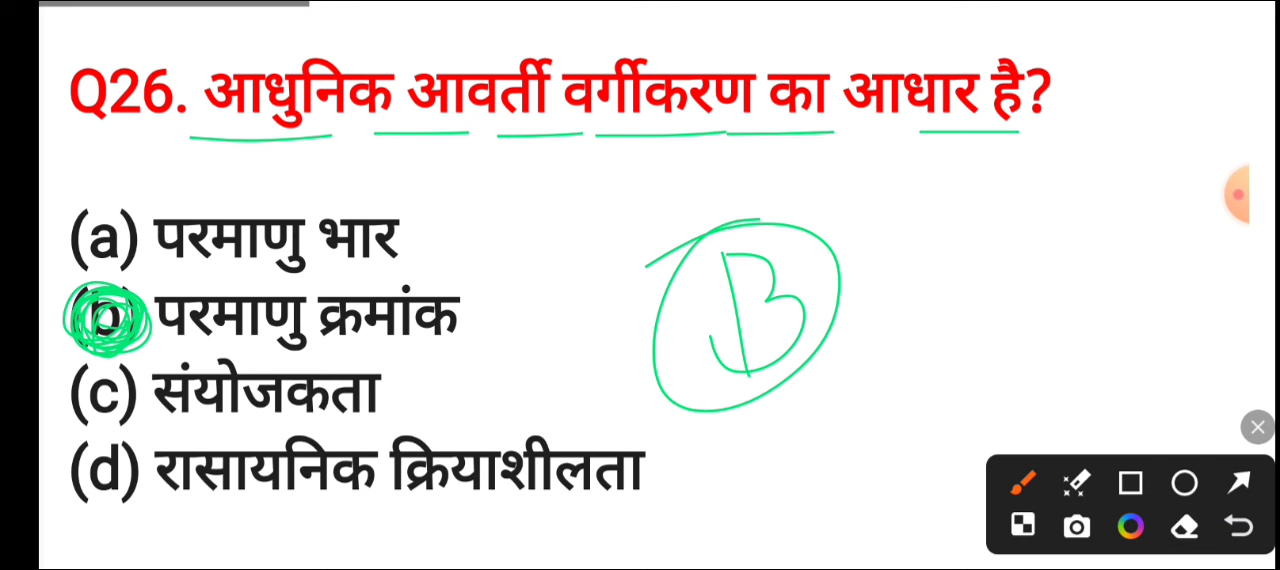 Q26. आधुनिक आवर्ती वर्गीकरण का आधार है?
(a) परमाणु भार
(b) परमाणु क्रमांक
B
(c) संयोजकता
(d) रासायनिक क्रियाशीलता